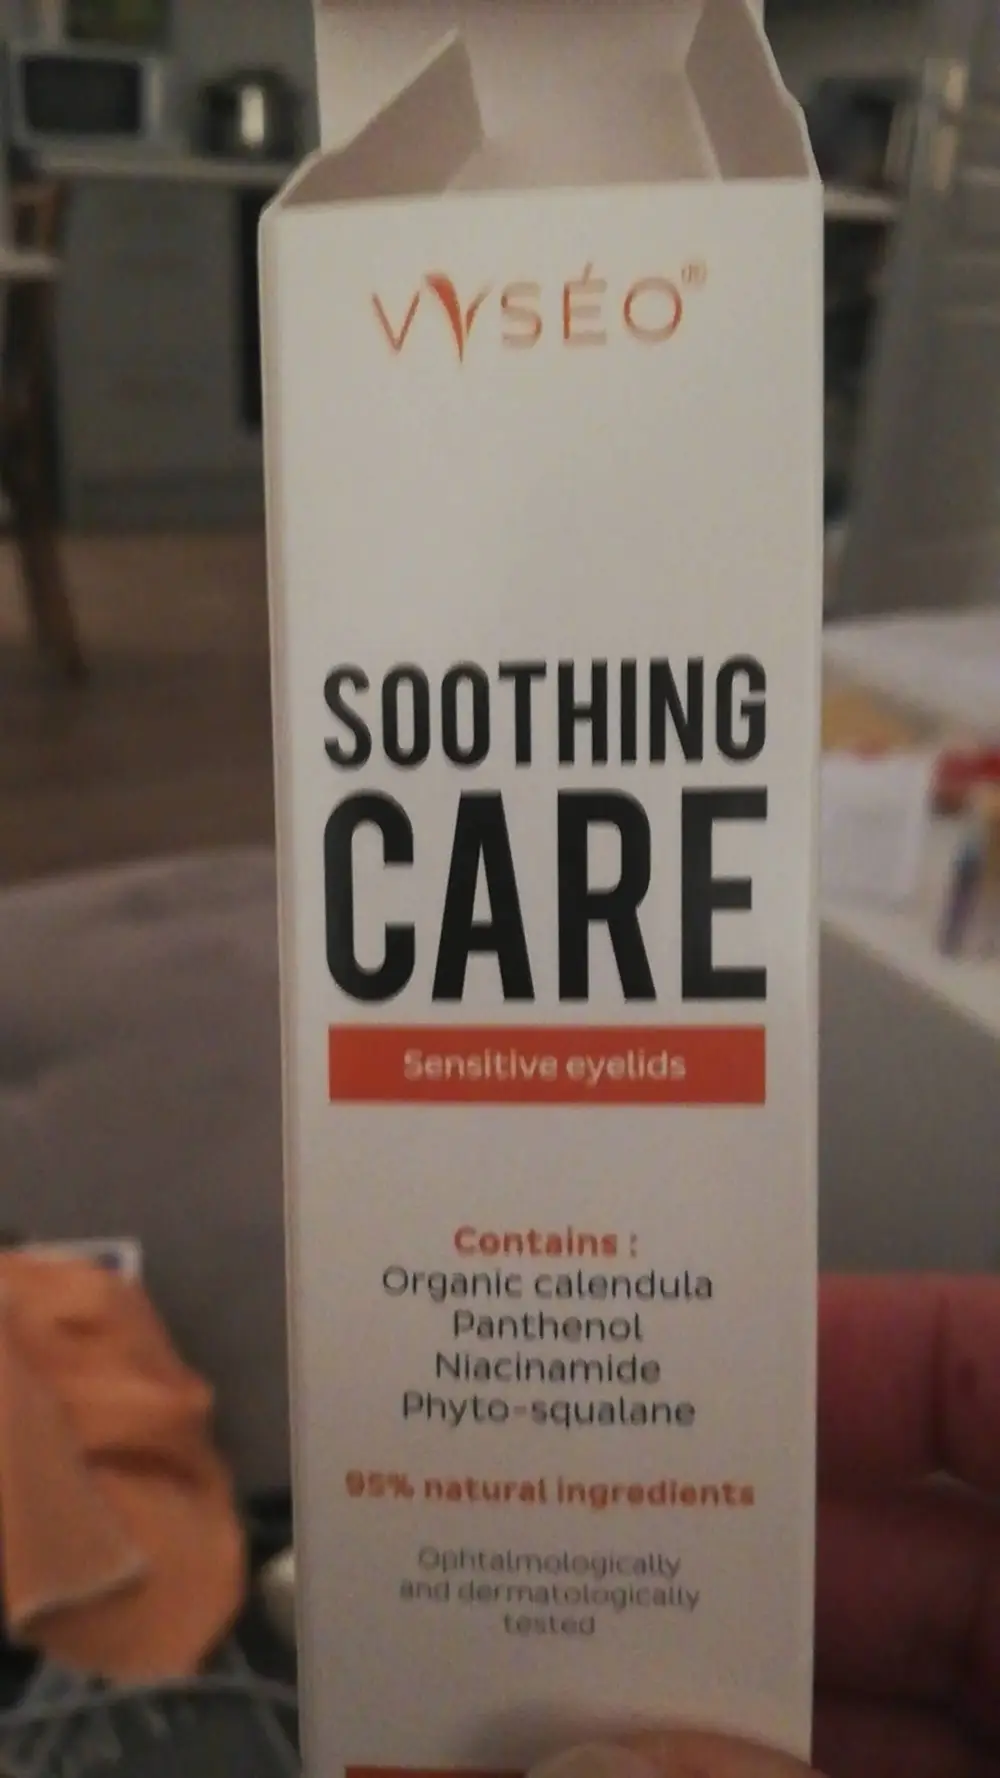 VYSÉO®
SOOTHING
CARE
Sensitive eyelids
Contains :
Organic calendula
Panthenol
Niacinamide
Phyto-squalane
95% natural ingredients
Ophtalmologically
and dermatologically
tested